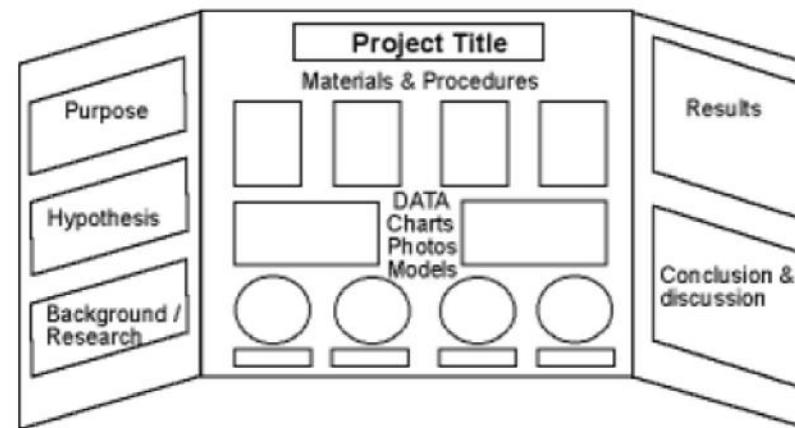 Purpose
Hypothesis
Background /
Research
Project Title
Materials & Procedures
DATA
Charts
Photos
Models
Results
Conclusion &
discussion